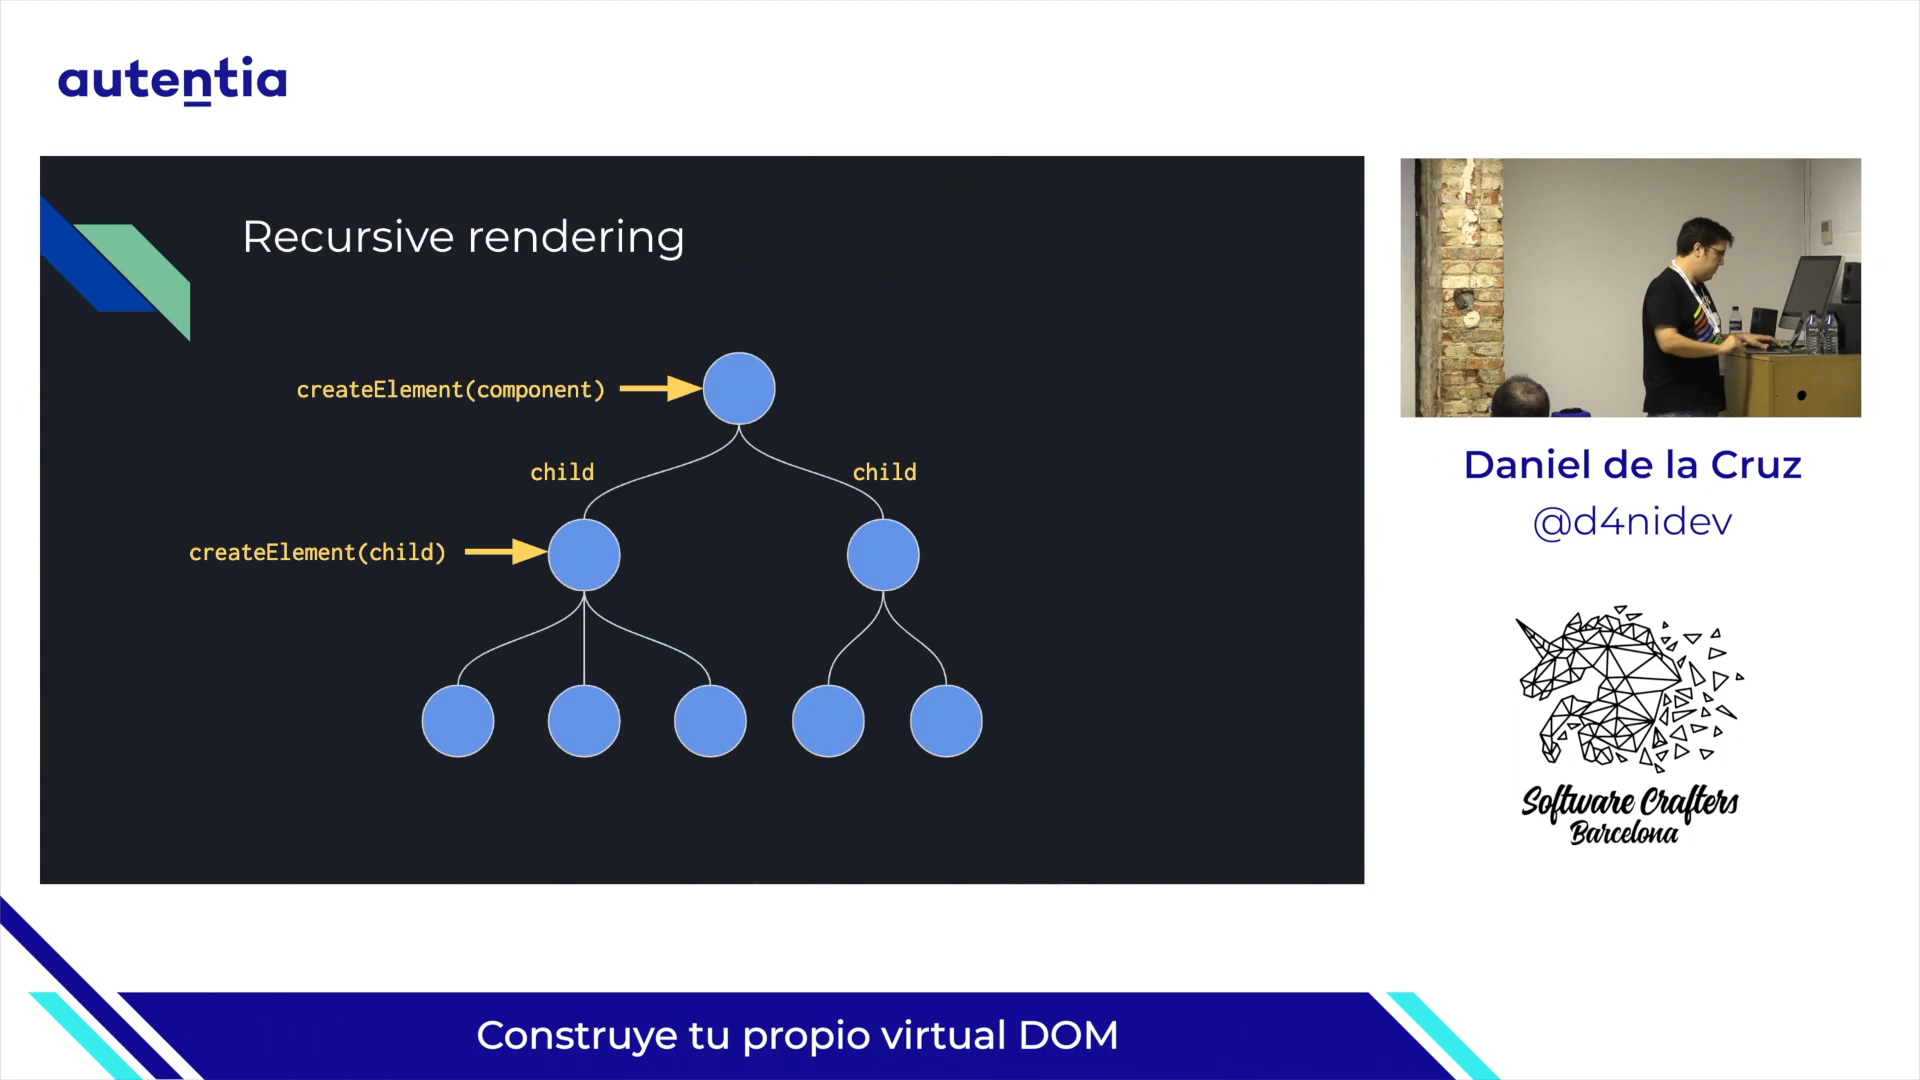 autentia
Recursive rendering
createElement(component)
child
child
createElement(child)
Daniel de la Cruz
@d4nidev
Software Crafters
Barcelona
Construye tu propio virtual DOM